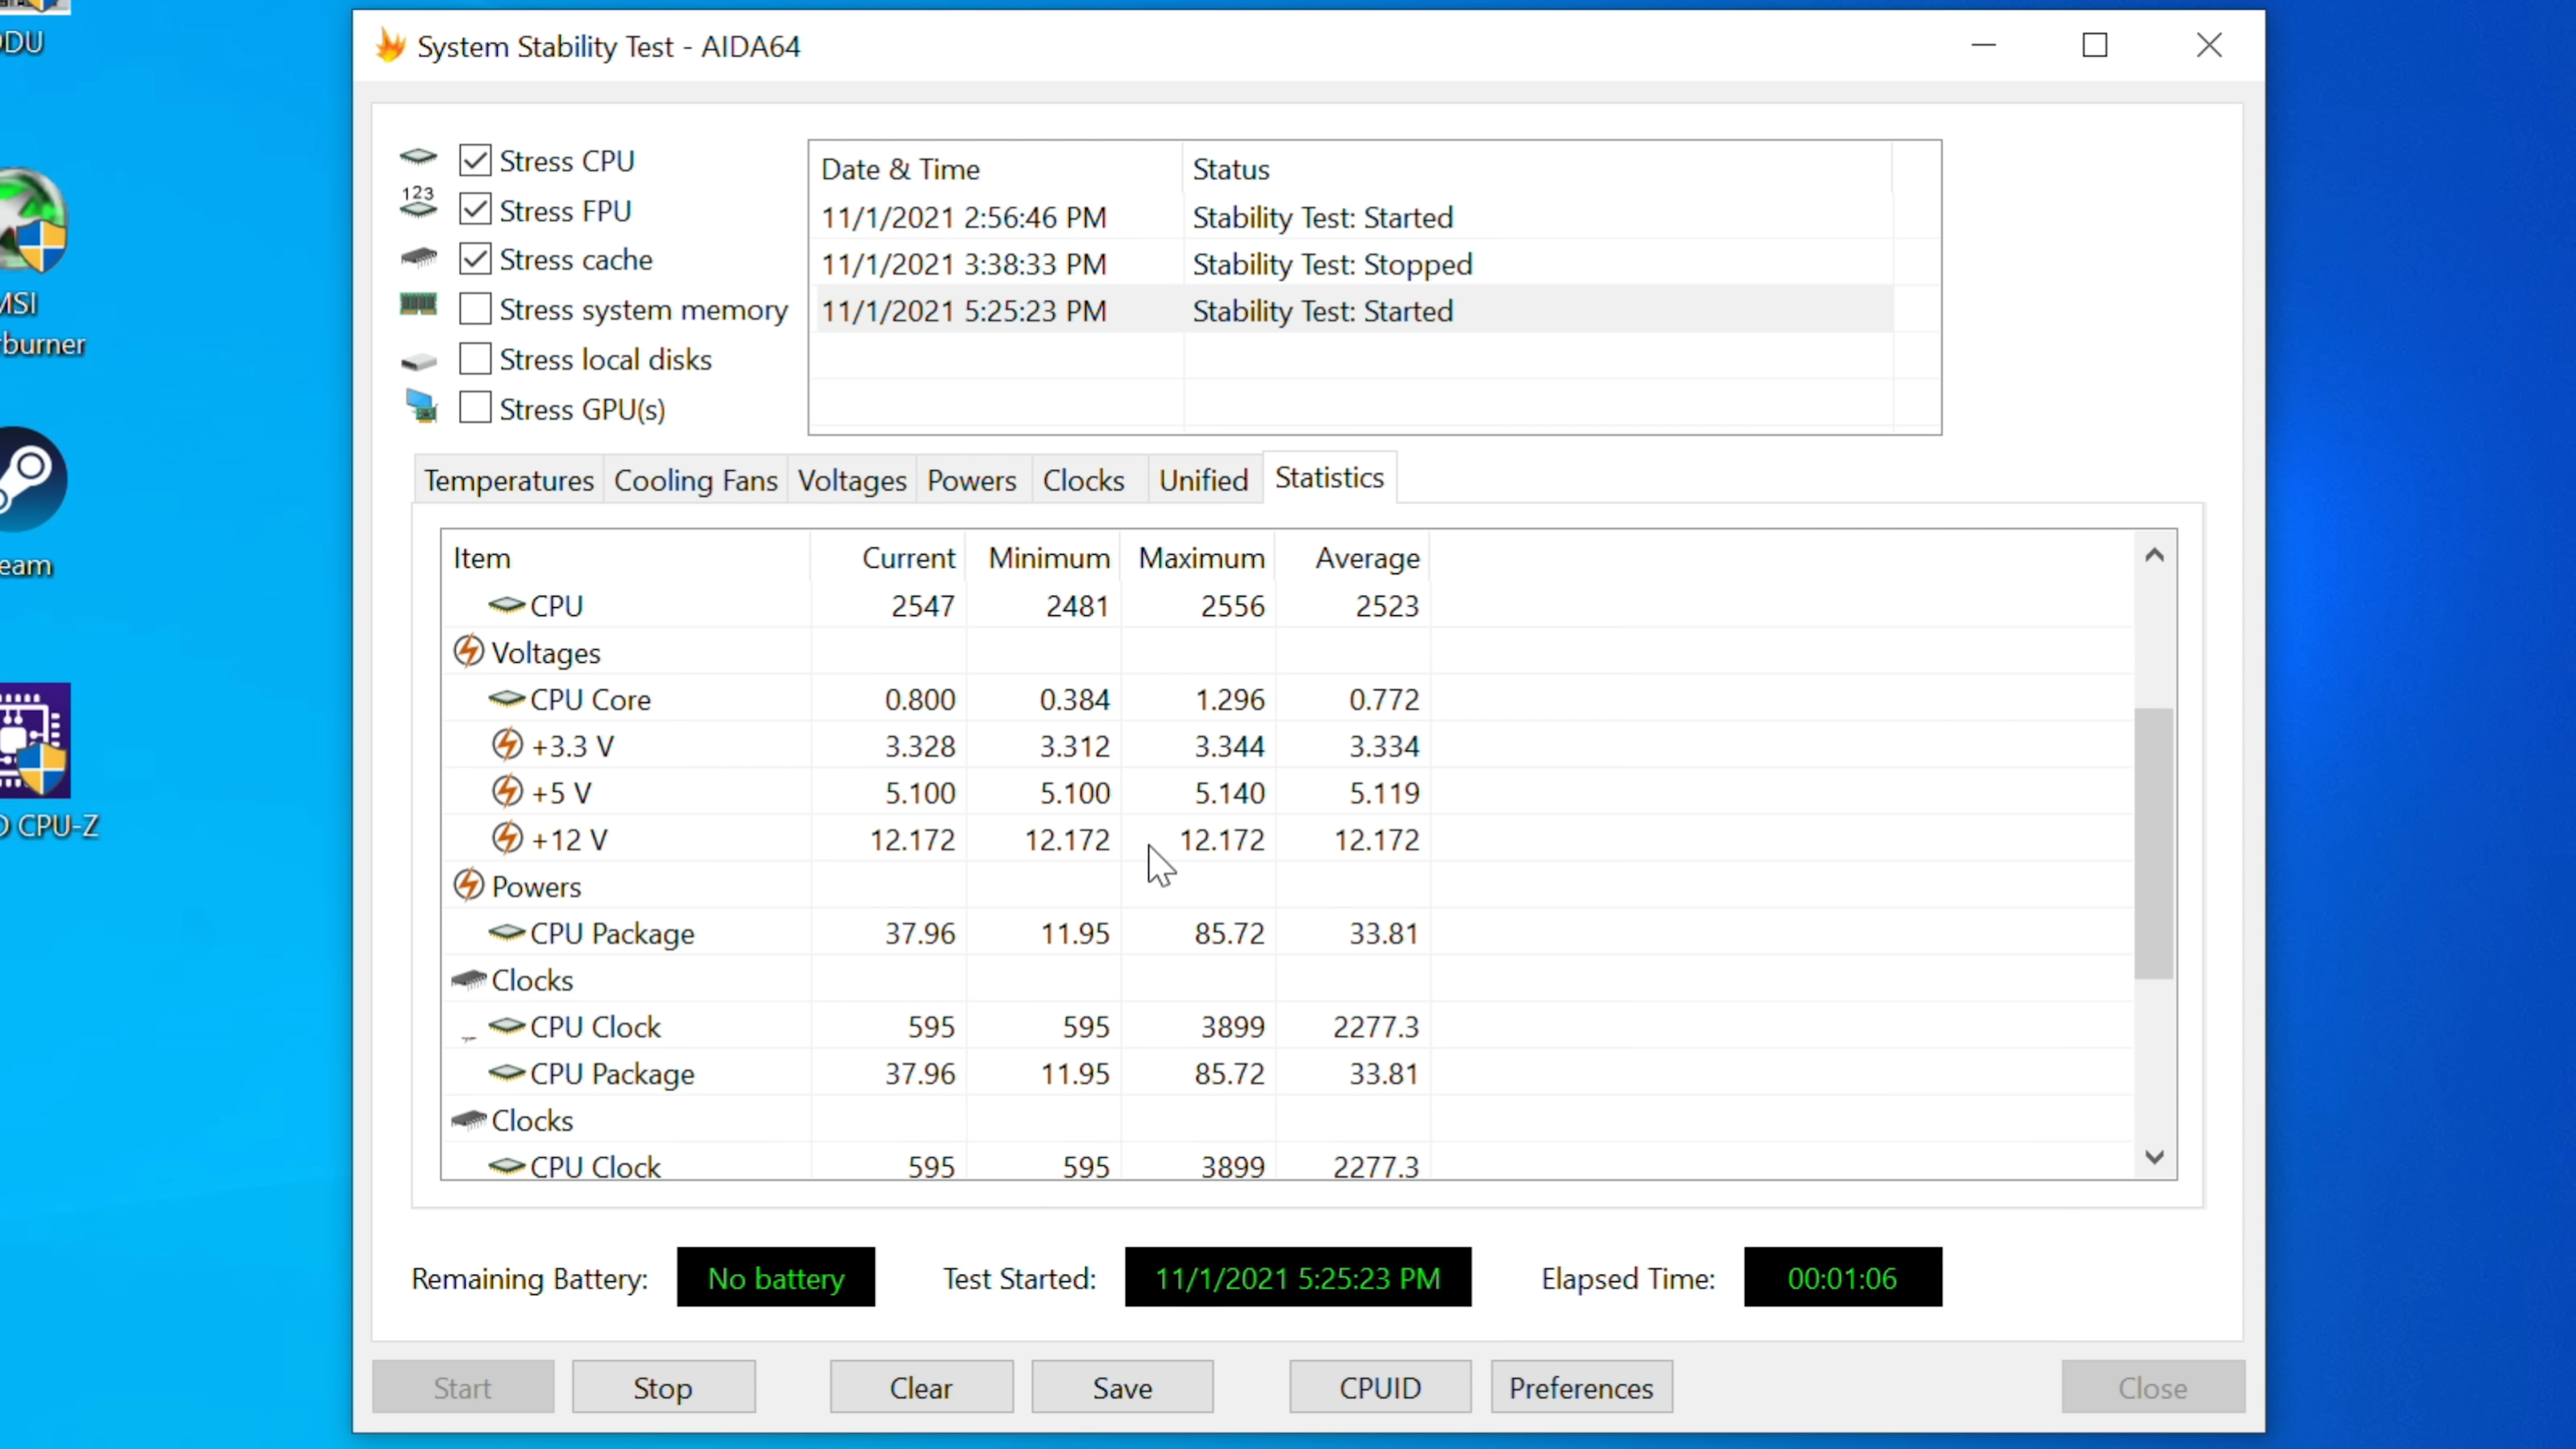 DDU
MSI
rburner
eam
D CPU-Z
System Stability Test - AIDA64
Stress CPU
123
Stress FPU
Stress cache
Stress system memory
Stress local disks
Stress GPU(s)
Date & Time Status
11/1/2021 2:56:46 PM Stability Test: Started
11/1/2021 3:38:33 PM Stability Test: Stopped
11/1/2021 5:25:23 PM Stability Test: Started
Temperatures Cooling Fans Voltages Powers Clocks Unified Statistics
Item Current Minimum Maximum Average
CPU 2547 2481 2556 2523
Voltages
CPU Core 0.800 0.384 1.296 0.772
+3.3 V 3.328 3.312 3.344 3.334
+5 V 5.100 5.100 5.140 5.119
+12 V 12.172 12.172 12.172 12.172
Powers
CPU Package 37.96 11.95 85.72 33.81
Clocks
CPU Clock 595 595 3899 2277.3
CPU Package 37.96 11.95 85.72 33.81
Clocks
CPU Clock 595 595 3899 2277.3
Remaining Battery: No battery Test Started: 11/1/2021 5:25:23 PM Elapsed Time: 00:01:06
Start Stop Clear Save CPUID Preferences Close